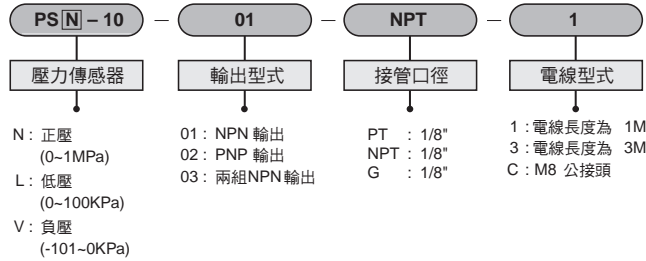 PSN – 10 — 01 — NPT — 1
壓力傳感器 輸出型式 接管口徑 電線型式
N : 正壓
(0~1MPa)
L : 低壓
(0~100KPa)
V : 負壓
(-101~0KPa)
01 : NPN 輸出
02 : PNP 輸出
03 : 兩組NPN輸出
PT : 1/8"
NPT : 1/8"
G : 1/8"
1 : 電線長度為 1M
3 : 電線長度為 3M
C : M8 公接頭